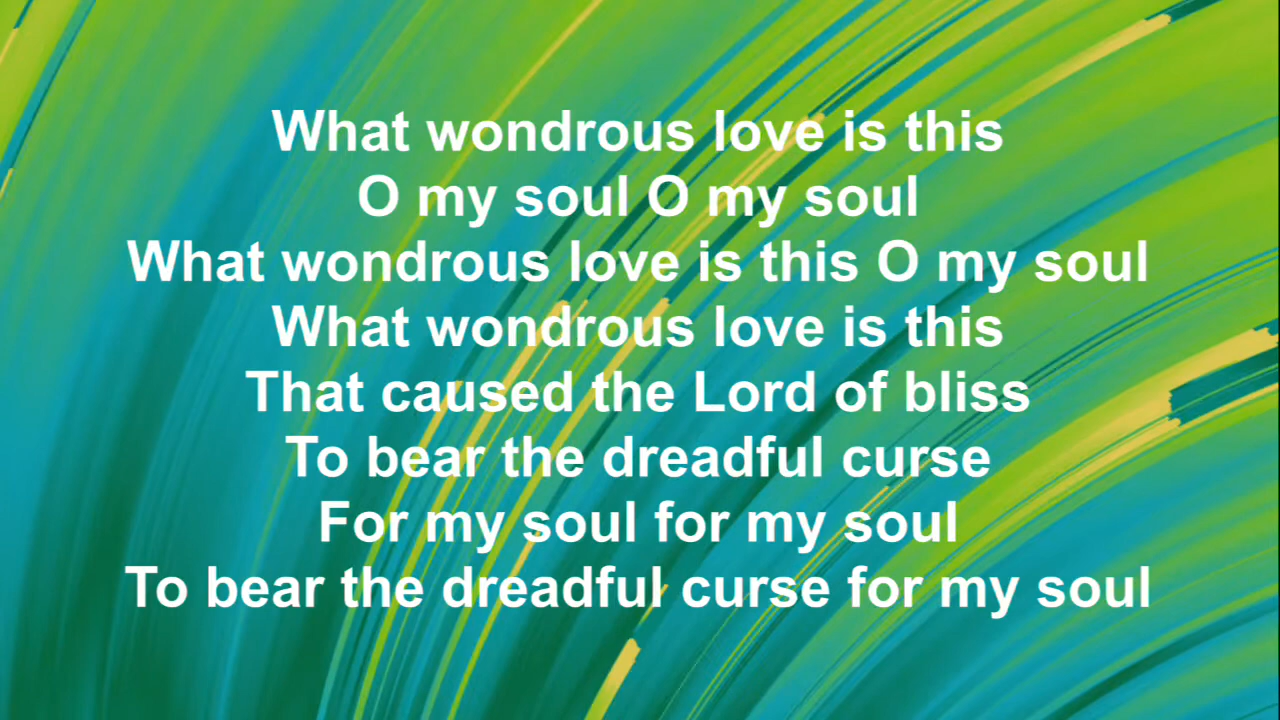 What wondrous love is this
O my soul O my soul
What wondrous love is this O my soul
What wondrous love is this
That caused the Lord of bliss
To bear the dreadful curse
For my soul for my soul
To bear the dreadful curse for my soul